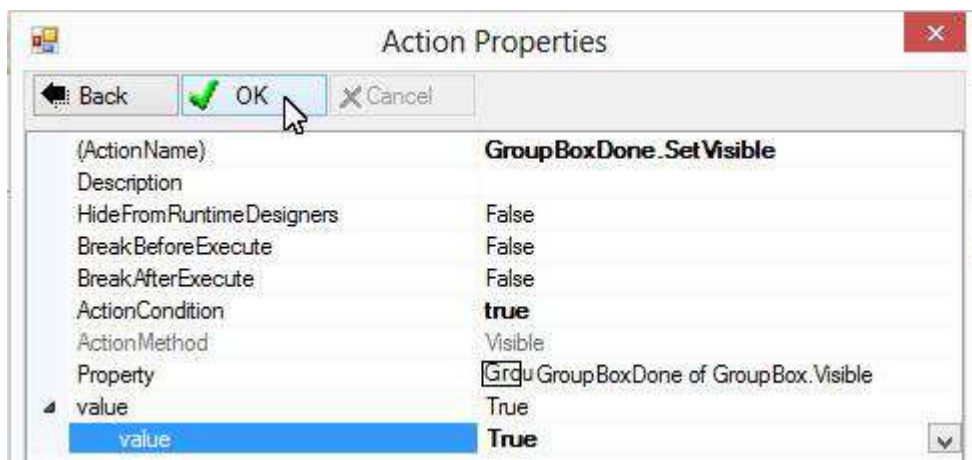 Action Properties
Back OK Cancel
(ActionName) GroupBoxDone.SetVisible
Description
HideFromRuntimeDesigners False
BreakBeforeExecute False
BreakAfterExecute False
ActionCondition true
ActionMethod Visible
Property Grou GroupBoxDone of GroupBox.Visible
value True
value True